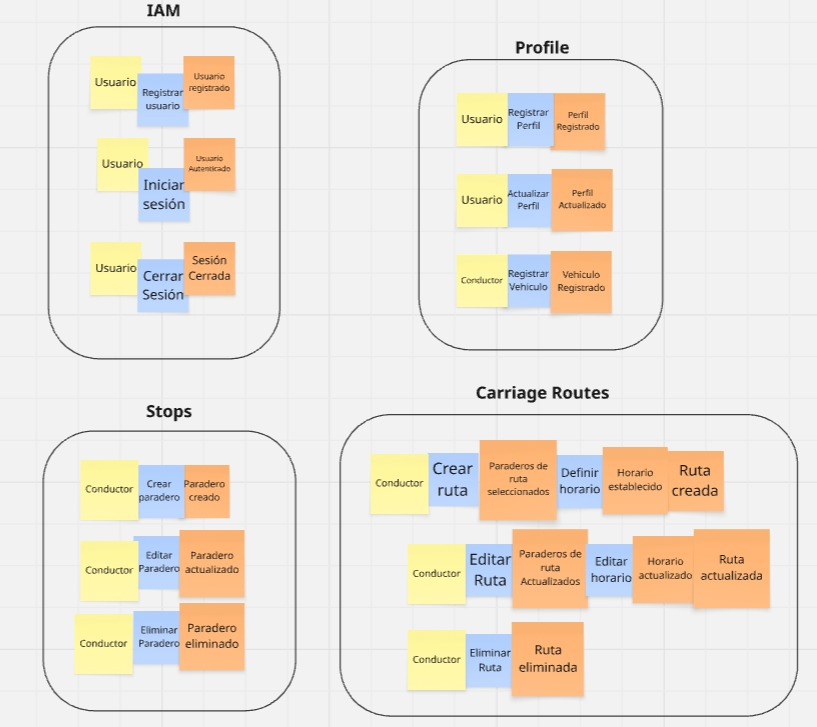 IAM
Usuario
Registrar
usuario
Usuario
registrado
Usuario
Iniciar
sesión
Usuario
Autenticado
Usuario
Cerrar
Sesión
Sesión
Cerrada
Profile
Usuario
Registrar
Perfil
Perfil
Registrado
Usuario
Actualizar
Perfil
Perfil
Actualizado
Conductor
Registrar
Vehiculo
Vehículo
Registrado
Stops
Conductor
Crear
paradero
Paradero
creado
Conductor
Editar
Paradero
Paradero
actualizado
Conductor
Eliminar
Paradero
Paradero
eliminado
Carriage Routes
Conductor
Crear
ruta
Paraderos de
ruta
seleccionados
Definir
horario
Horario
establecido
Ruta
creada
Conductor
Editar
Ruta
Paraderos de
ruta
Actualizados
Editar
horario
Horario
actualizado
Ruta
actualizada
Conductor
Eliminar
Ruta
Ruta
eliminada